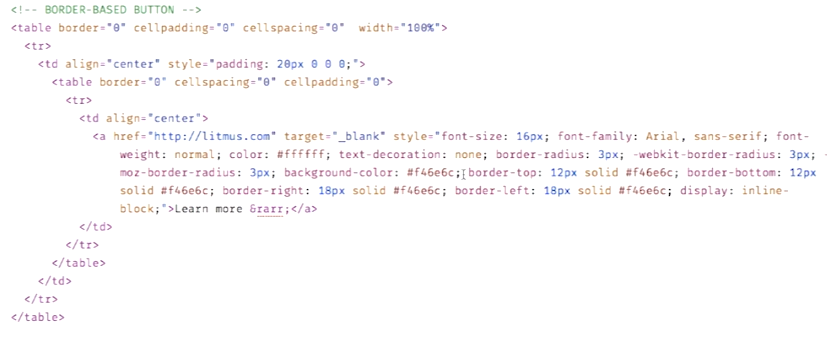 <!-- BORDER-BASED BUTTON -->
<table border="0" cellpadding="0" cellspacing="0"  width="100%">
<tr>
<td align="center" style="padding: 20px 0 0 0;">
<table border="0" cellspacing="0" cellpadding="0">
<tr>
<td align="center">
<a href="http://litmus.com" target="_blank" style="font-size: 16px; font-family: Arial, sans-serif; font-
weight: normal; color: #ffffff; text-decoration: none; border-radius: 3px; -webkit-border-radius: 3px; -
moz-border-radius: 3px; background-color: #f46e6c; border-top: 12px solid #f46e6c; border-bottom: 12px
solid #f46e6c; border-right: 18px solid #f46e6c; border-left: 18px solid #f46e6c; display: inline-
block;">Learn more &rarr;</a>
</td>
</tr>
</table>
</td>
</tr>
</table>